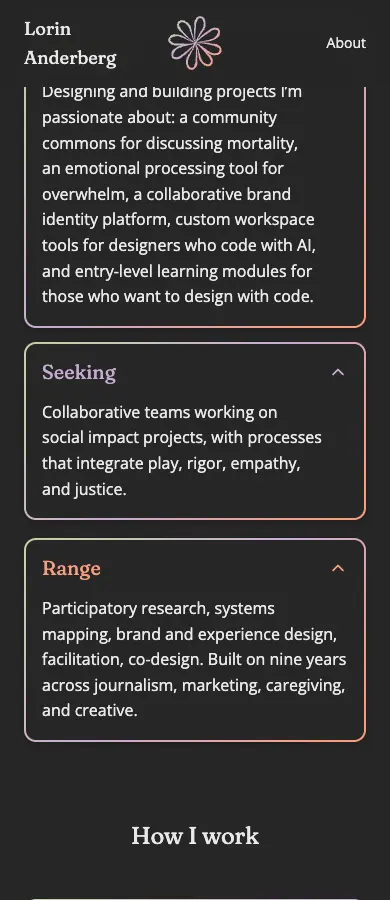 Lorin
Anderberg
About
Designing and building projects I'm
passionate about: a community
commons for discussing mortality,
an emotional processing tool for
overwhelm, a collaborative brand
identity platform, custom workspace
tools for designers who code with AI,
and entry-level learning modules for
those who want to design with code.
Seeking
Collaborative teams working on
social impact projects, with processes
that integrate play, rigor, empathy,
and justice.
Range
Participatory research, systems
mapping, brand and experience design,
facilitation, co-design. Built on nine years
across journalism, marketing, caregiving,
and creative.
How I work